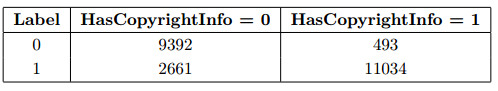 Label HasCopyrightInfo = 0 HasCopyrightInfo = 1
0 9392 493
1 2661 11034